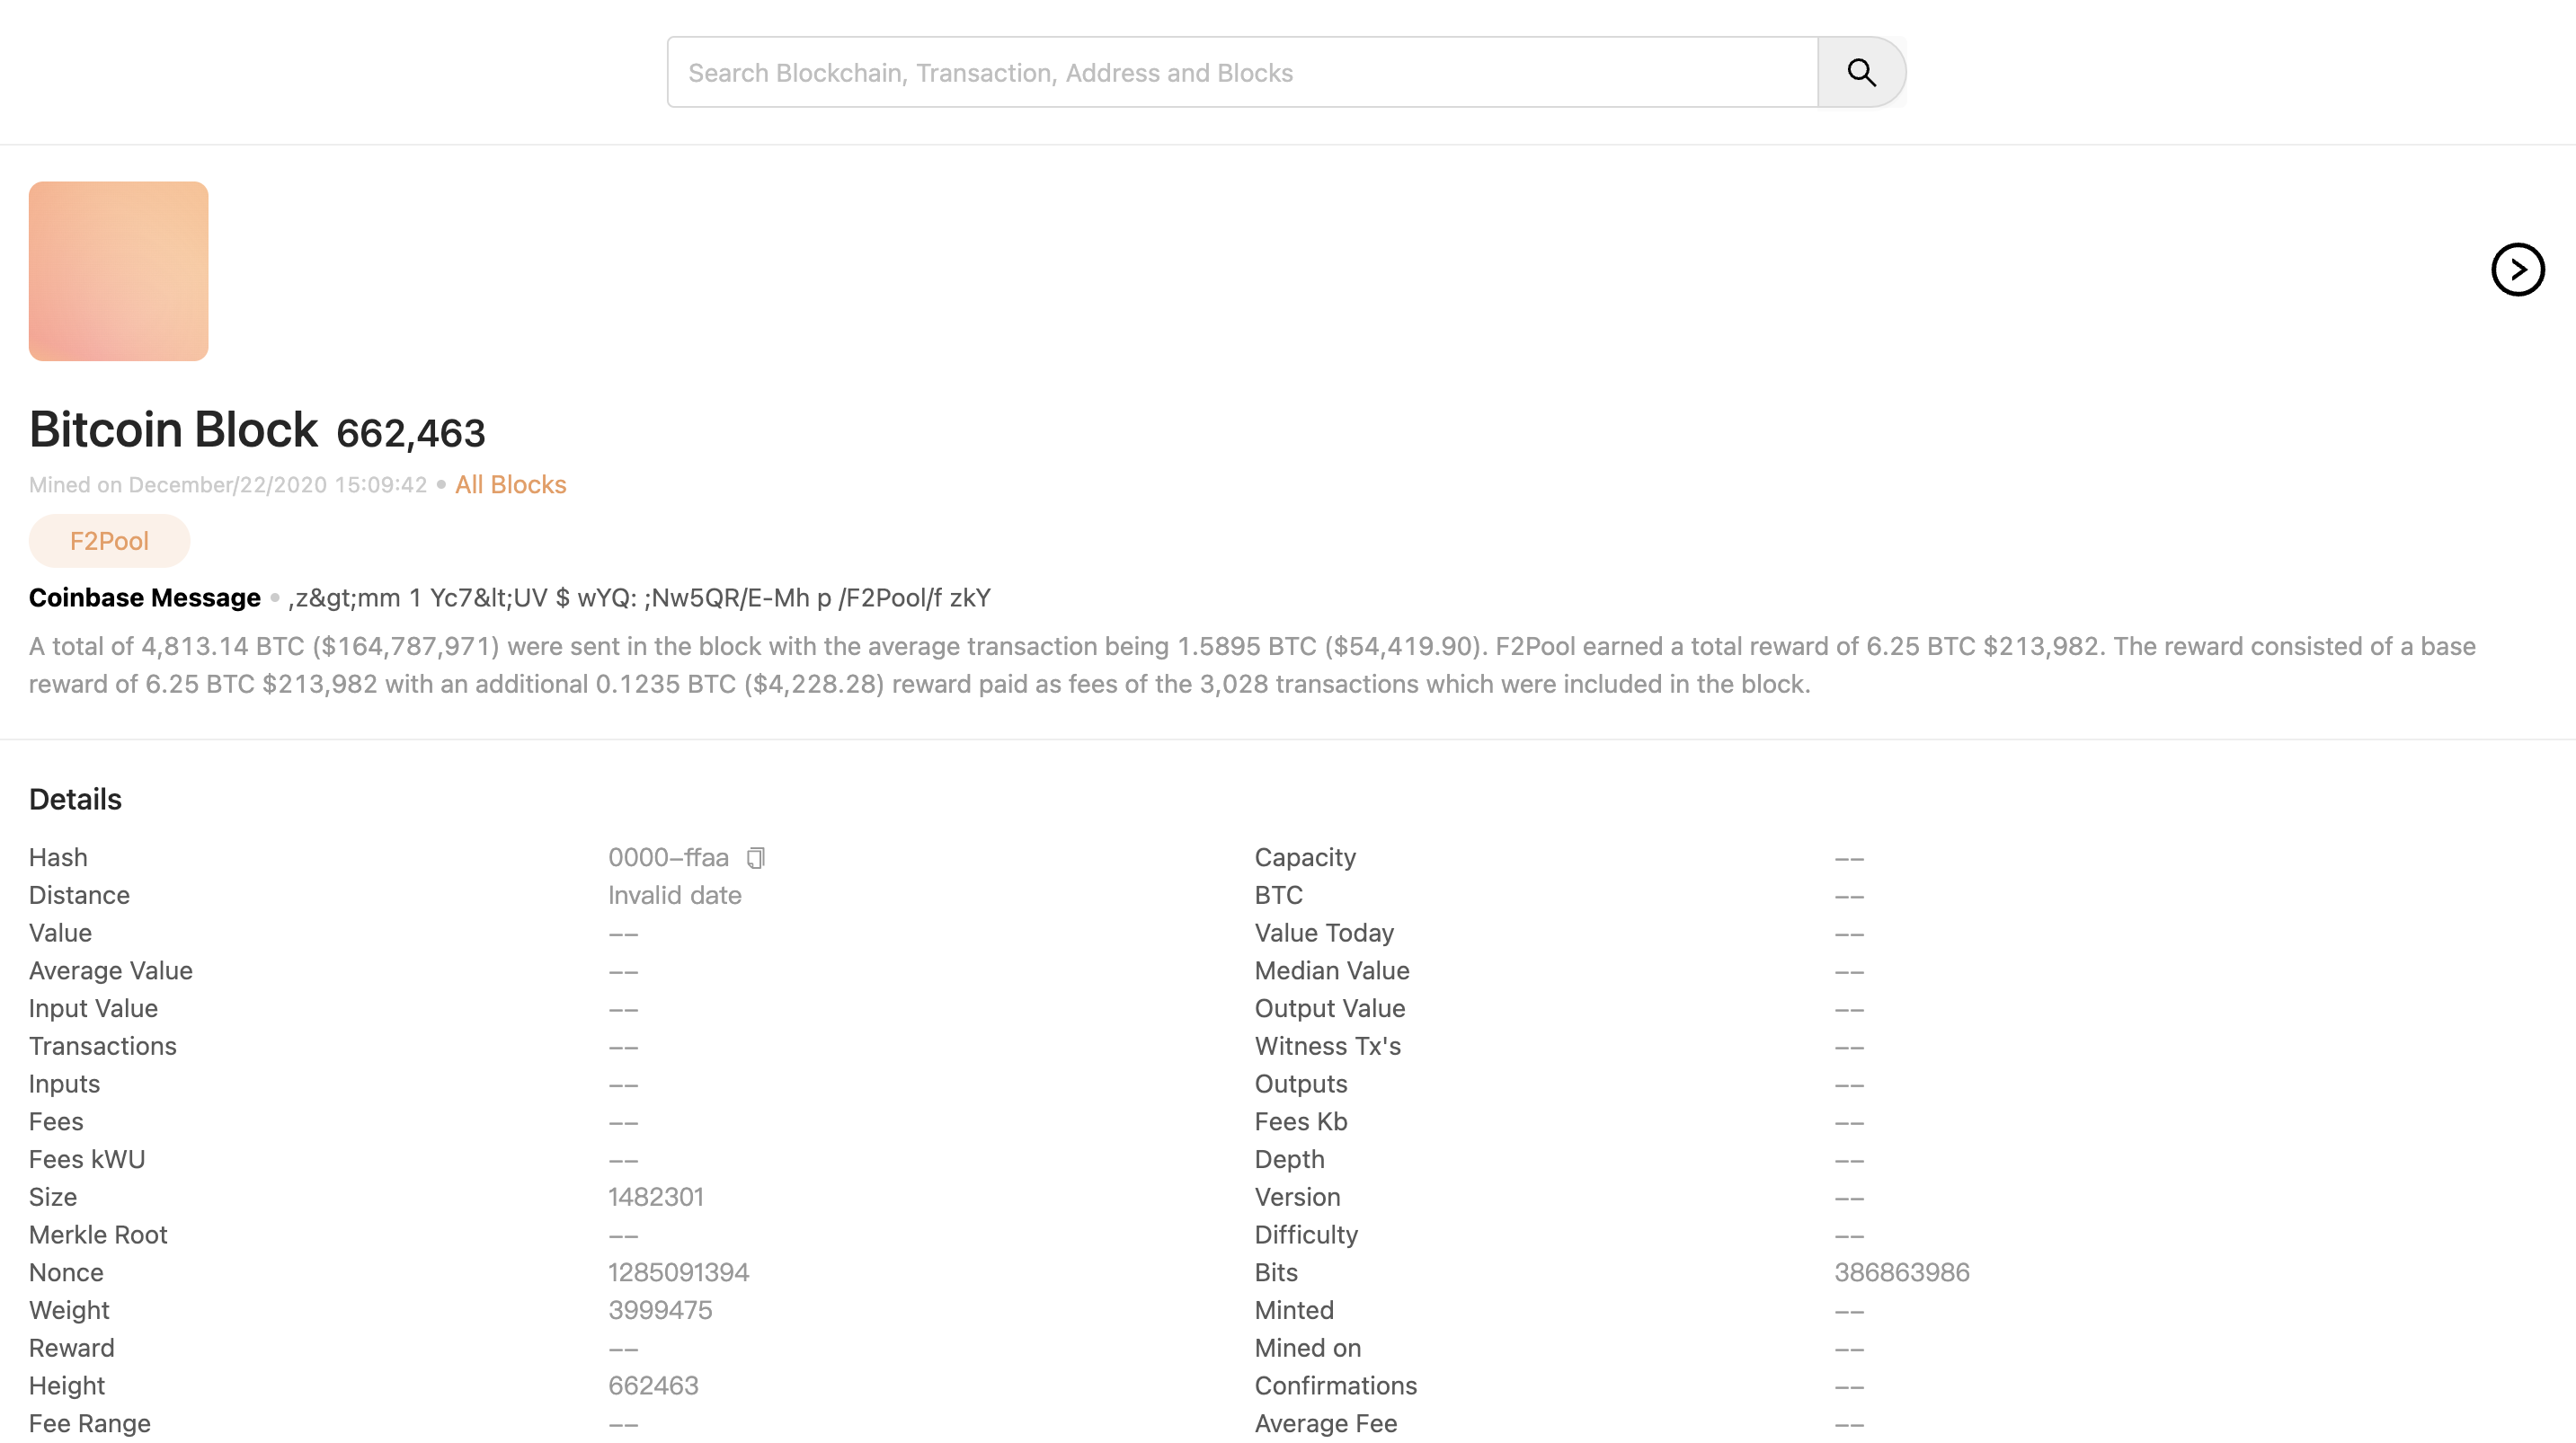 Search Blockchain, Transaction, Address and Blocks
Bitcoin Block 662,463
Mined on December/22/2020 15:09:42 • All Blocks
F2Pool
Coinbase Message • ,z&gt;mm 1 Yc7&lt;UV $ wYQ: ;Nw5QR/E-Mh p /F2Pool/f zkY
A total of 4,813.14 BTC ($164,787,971) were sent in the block with the average transaction being 1.5895 BTC ($54,419.90). F2Pool earned a total reward of 6.25 BTC $213,982. The reward consisted of a base
reward of 6.25 BTC $213,982 with an additional 0.1235 BTC ($4,228.28) reward paid as fees of the 3,028 transactions which were included in the block.
Details
Hash 0000-ffaa Capacity --
Distance Invalid date BTC --
Value -- Value Today --
Average Value -- Median Value --
Input Value -- Output Value --
Transactions -- Witness Tx's --
Inputs -- Outputs --
Fees -- Fees Kb --
Fees kWU -- Depth --
Size 1482301 Version --
Merkle Root -- Difficulty --
Nonce 1285091394 Bits 386863986
Weight 3999475 Minted --
Reward -- Mined on --
Height 662463 Confirmations --
Fee Range -- Average Fee --